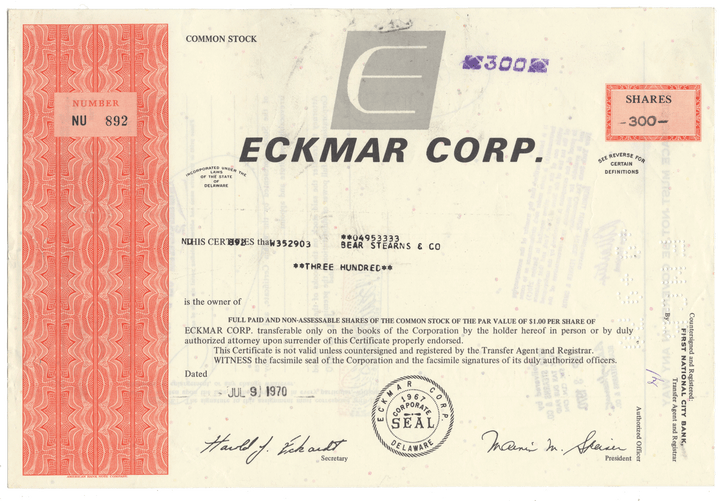 COMMON STOCK
E
300
NUMBER
NU 892
SHARES
-300-
ECKMAR CORP.
INCORPORATED UNDER THE
LAWS
OF THE STATE
OF
DELAWARE
SEE REVERSE FOR
CERTAIN
DEFINITIONS
**04953333
W352903 BEAR STEARNS & CO
**THREE HUNDRED**
is the owner of
FULL PAID AND NON-ASSESSABLE SHARES OF THE COMMON STOCK OF THE PAR VALUE OF $1.00 PER SHARE OF
ECKMAR CORP. transferable only on the books of the Corporation by the holder hereof in person or by duly
authorized attorney upon surrender of this Certificate properly endorsed.
This Certificate is not valid unless countersigned and registered by the Transfer Agent and Registrar.
WITNESS the facsimile seal of the Corporation and the facsimile signatures of its duly authorized officers.
Dated
JUL 9 1970
ECKMAR CORP.
1967
CORPORATE
SEAL
DELAWARE
Harold J. Eckardt
Secretary
President
Countersigned and Registered:
FIRST NATIONAL CITY BANK,
Transfer Agent and Registrar
By
Authorized Officer